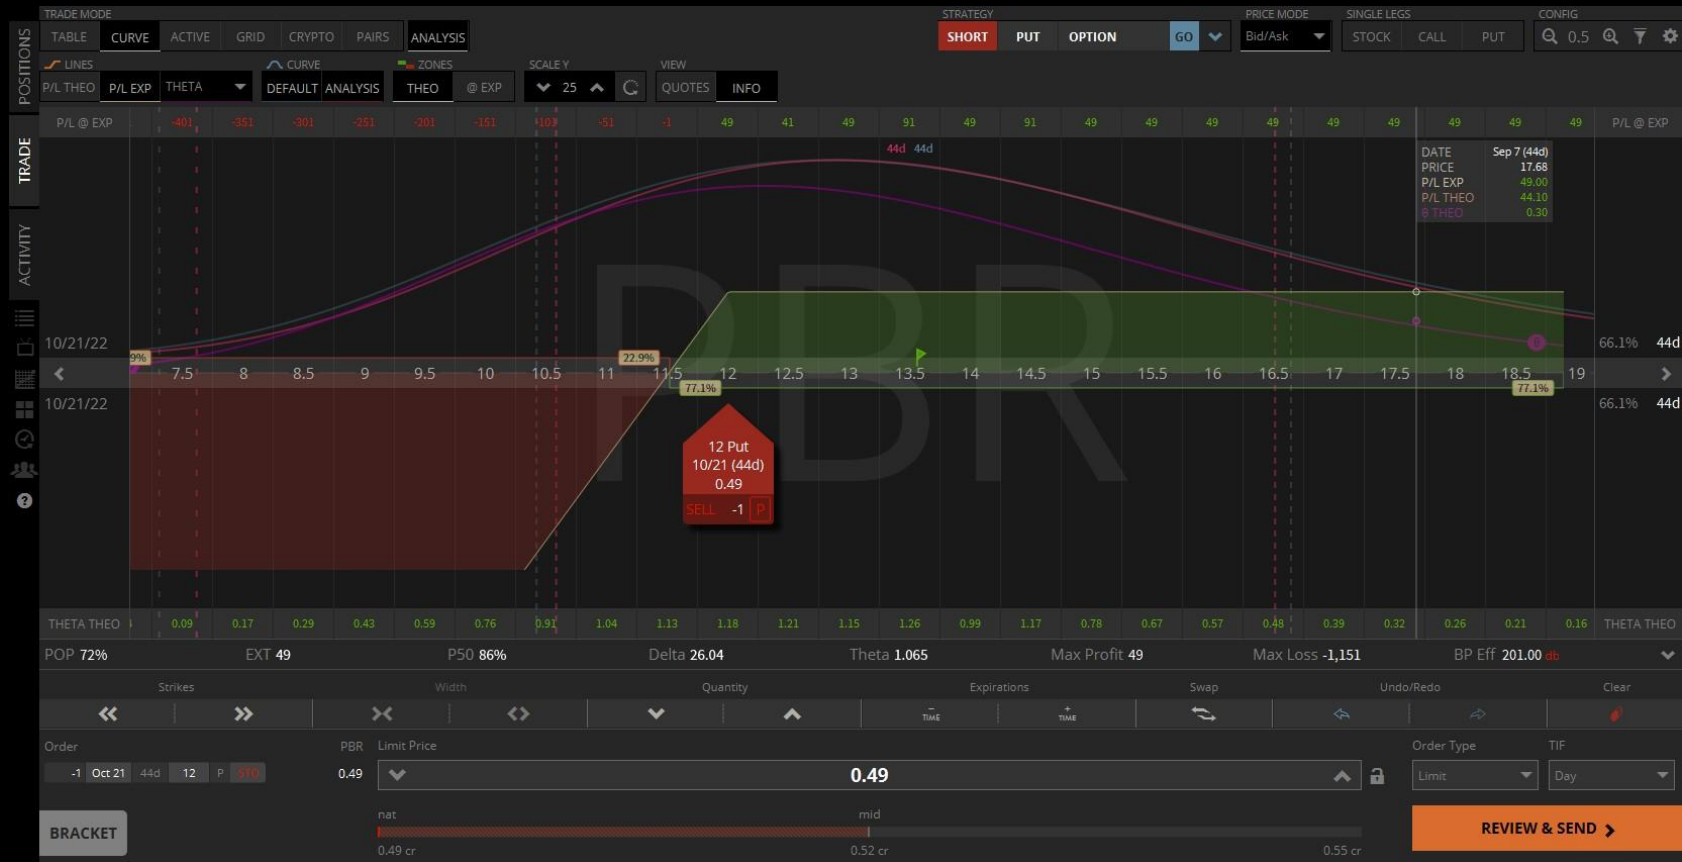 TRADE MODE STRATEGY PRICE MODE SINGLE LEGS CONFIG
TABLE CURVE ACTIVE GRID CRYPTO PAIRS ANALYSIS SHORT PUT OPTION GO Bid/Ask STOCK CALL PUT 0.5
POSITIONS
LINES CURVE ZONES SCALE Y VIEW
P/L THEO P/L EXP THETA DEFAULT ANALYSIS THEO @ EXP 25 QUOTES INFO
P/L @ EXP -401 -351 -301 -251 -201 -151 -101 -51 -1 49 41 49 91 49 91 49 49 49 49 49 49 49 49 49 P/L @ EXP
TRADE
44d 44d
DATE Sep 7 (44d)
PRICE 17.68
P/L EXP 49.00
P/L THEO 44.10
θ THEO 0.30
ACTIVITY
PBR
10/21/22 66.1% 44d
9% 22.9%
7.5 8 8.5 9 9.5 10 10.5 11 11.5 12 12.5 13 13.5 14 14.5 15 15.5 16 16.5 17 17.5 18 18.5 19
77.1% 77.1%
10/21/22 66.1% 44d
12 Put
10/21 (44d)
0.49
SELL -1 P
THETA THEO 0.09 0.17 0.29 0.43 0.59 0.76 0.91 1.04 1.13 1.18 1.21 1.15 1.26 0.99 1.17 0.78 0.67 0.57 0.48 0.39 0.32 0.26 0.21 0.16 THETA THEO
POP 72% EXT 49 P50 86% Delta 26.04 Theta 1.065 Max Profit 49 Max Loss -1,151 BP Eff 201.00 db
Strikes Width Quantity Expirations Swap Undo/Redo Clear
− TIME + TIME
Order PBR Limit Price Order Type TIF
-1 Oct 21 44d 12 P STO 0.49 0.49 Limit Day
nat mid
BRACKET REVIEW & SEND
0.49 cr 0.52 cr 0.55 cr